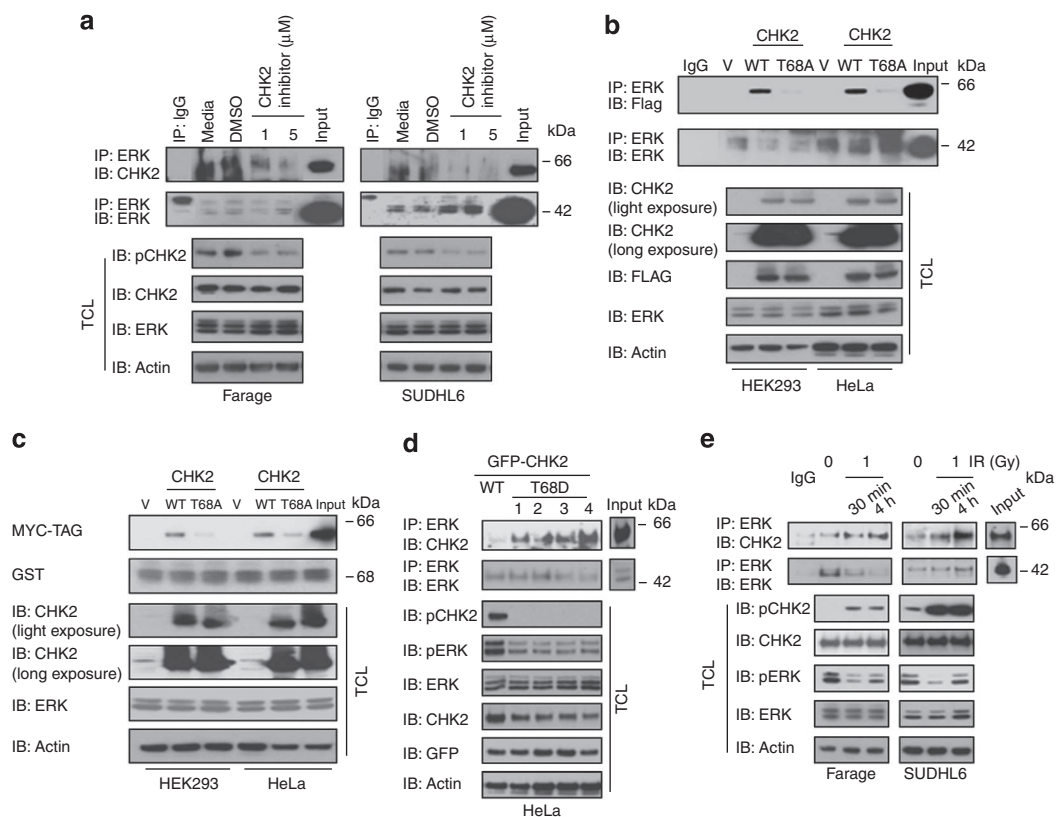 a
IP: IgG Media DMSO CHK2 inhibitor (μM) 1 5 Input
IP: IgG Media DMSO CHK2 inhibitor (μM) 1 5 Input kDa
IP: ERK
IB: CHK2
– 66
IP: ERK
IB: ERK
– 42
IB: pCHK2
IB: CHK2
IB: ERK
IB: Actin
TCL
Farage SUDHL6
b
CHK2 CHK2
IgG V WT T68A V WT T68A Input kDa
IP: ERK
IB: Flag
– 66
IP: ERK
IB: ERK
– 42
IB: CHK2
(light exposure)
IB: CHK2
(long exposure)
IB: FLAG
IB: ERK
IB: Actin
TCL
HEK293 HeLa
c
CHK2 CHK2
V WT T68A V WT T68A Input kDa
MYC-TAG
– 66
GST
– 68
IB: CHK2
(light exposure)
IB: CHK2
(long exposure)
IB: ERK
IB: Actin
TCL
HEK293 HeLa
d
GFP-CHK2
WT T68D
1 2 3 4 Input kDa
IP: ERK
IB: CHK2
– 66
IP: ERK
IB: ERK
– 42
IB: pCHK2
IB: pERK
IB: ERK
IB: CHK2
IB: GFP
IB: Actin
TCL
HeLa
e
0 1 0 1 IR (Gy)
IgG 30 min 4 h 30 min 4 h Input kDa
IP: ERK
IB: CHK2
– 66
IP: ERK
IB: ERK
– 42
IB: pCHK2
IB: CHK2
IB: pERK
IB: ERK
IB: Actin
TCL
Farage SUDHL6